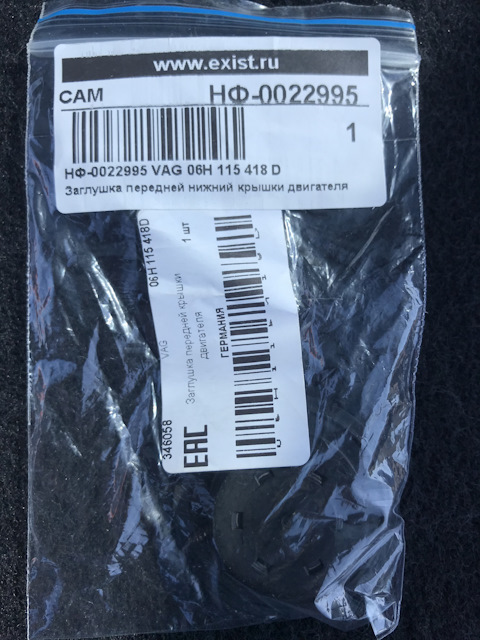 www.exist.ru
САМ
НФ-0022995
1
НФ-0022995 VAG 06H 115 418 D
Заглушка передней нижний крышки двигателя
06H 115 418D
1 шт
VAG
Заглушка передней крышки
двигателя
ГЕРМАНИЯ
346058
EAC